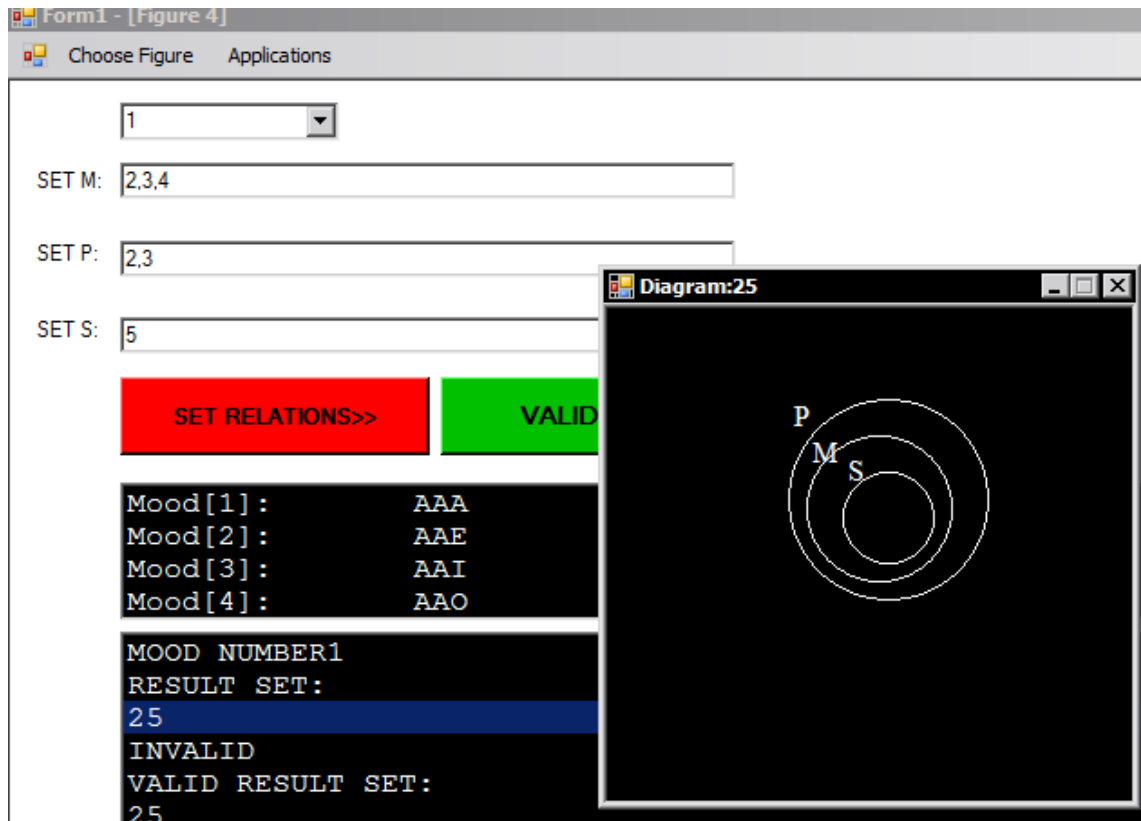 Form1 - [Figure 4]
Choose Figure Applications
1
SET M: 2,3,4
SET P: 2,3
SET S: 5
SET RELATIONS>> VALID
Mood[1]: AAA
Mood[2]: AAE
Mood[3]: AAI
Mood[4]: AAO
MOOD NUMBER1
RESULT SET:
25
INVALID
VALID RESULT SET:
25
Diagram:25
P
M
S